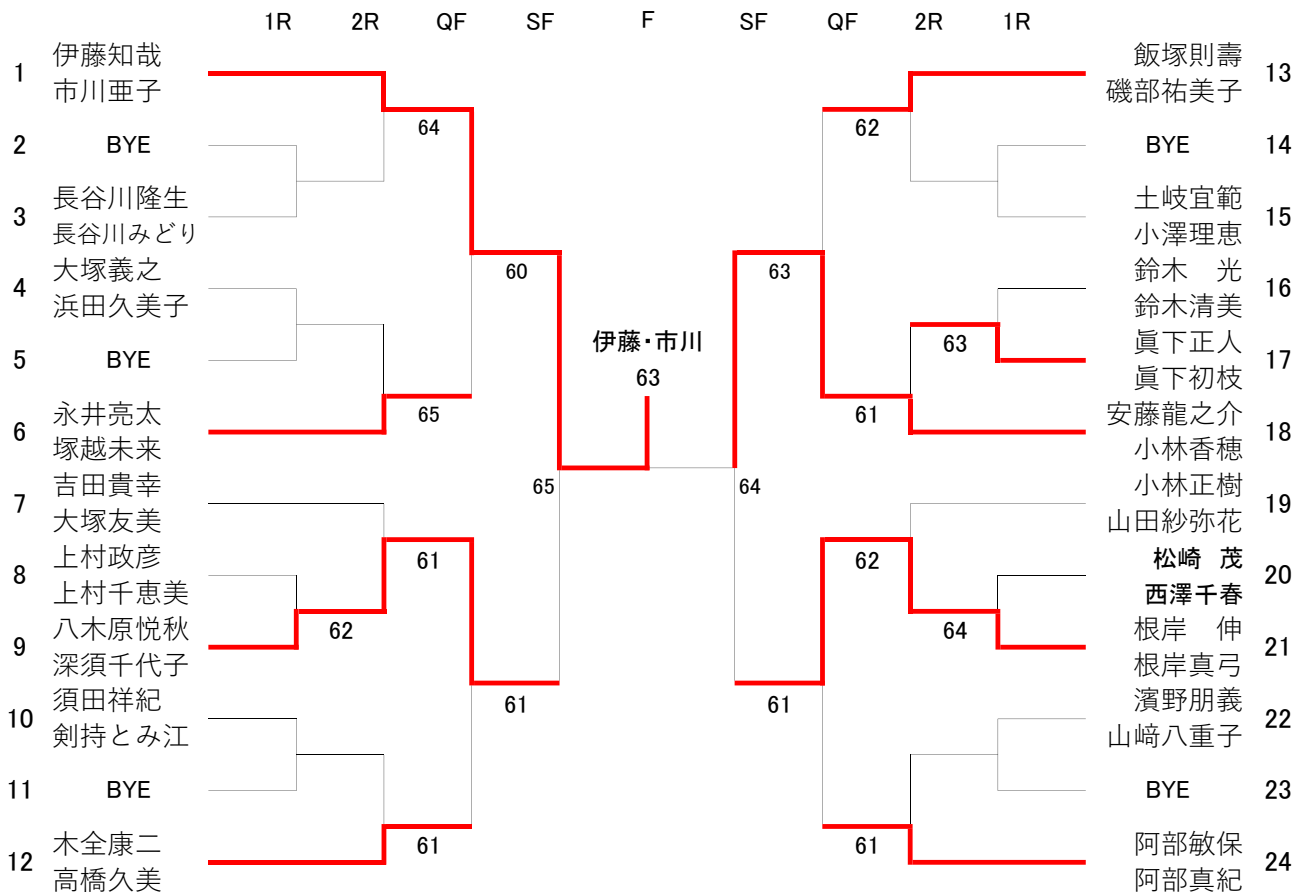 1R 2R QF SF F SF QF 2R 1R
1 伊藤知哉
市川亜子
2 BYE
3 長谷川隆生
長谷川みどり
4 大塚義之
浜田久美子
5 BYE
6 永井亮太
塚越未来
7 吉田貴幸
大塚友美
8 上村政彦
上村千恵美
9 八木原悦秋
深須千代子
10 須田祥紀
剣持とみ江
11 BYE
12 木全康二
高橋久美
64
65
61
62
61
60
61
65
伊藤・市川
63
64
63
61
62
61
62
61
63
64
飯塚則壽 13
磯部祐美子
BYE 14
土岐宜範 15
小澤理恵
鈴木　光 16
鈴木清美
眞下正人 17
眞下初枝
安藤龍之介 18
小林香穂
小林正樹 19
山田紗弥花
松崎 茂 20
西澤千春
根岸　伸 21
根岸真弓
濱野朋義 22
山﨑八重子
BYE 23
阿部敏保 24
阿部真紀